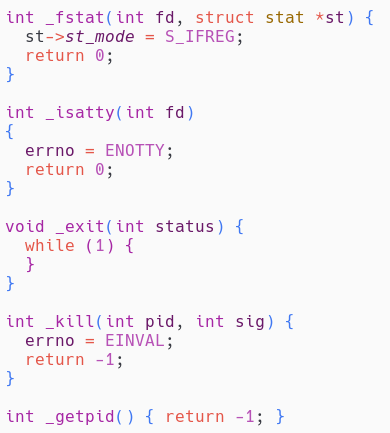 int _fstat(int fd, struct stat *st) {
  st->st_mode = S_IFREG;
  return 0;
}

int _isatty(int fd)
{
  errno = ENOTTY;
  return 0;
}

void _exit(int status) {
  while (1) {
  }
}

int _kill(int pid, int sig) {
  errno = EINVAL;
  return -1;
}

int _getpid() { return -1; }